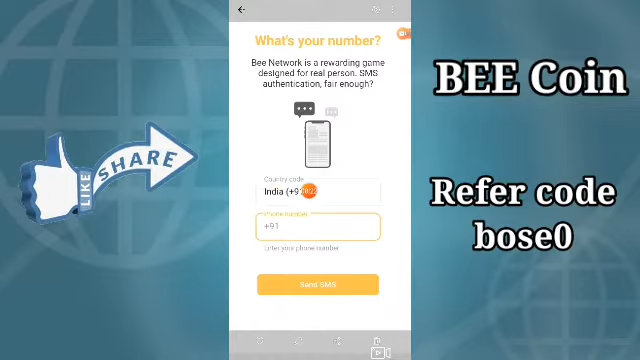 What's your number?
Bee Network is a rewarding game
designed for real person. SMS
authentication, fair enough?
Country code
India (+91
Phone number
+91
Enter your phone number
Send SMS
LIKE
SHARE
BEE Coin
Refer code
bose0